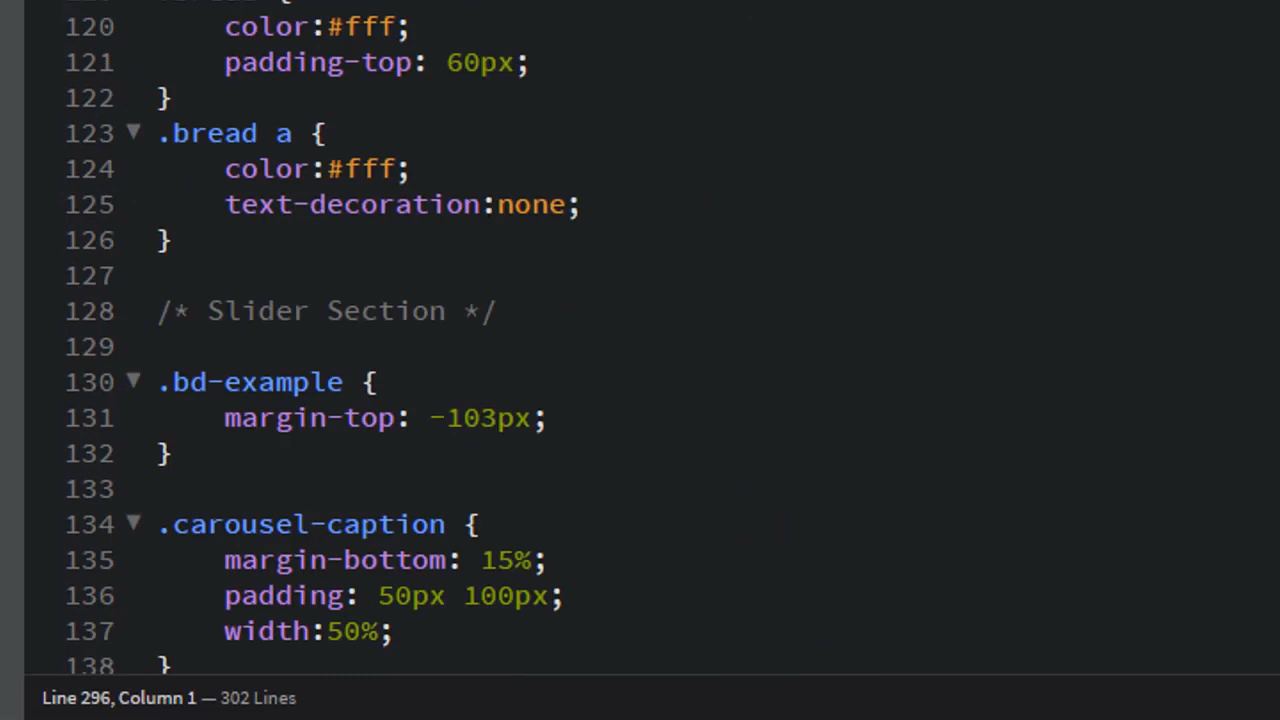 120 color:#fff;
121 padding-top: 60px;
122 }
123 ▼ .bread a {
124 color:#fff;
125 text-decoration:none;
126 }
127
128 /* Slider Section */
129
130 ▼ .bd-example {
131 margin-top: -103px;
132 }
133
134 ▼ .carousel-caption {
135 margin-bottom: 15%;
136 padding: 50px 100px;
137 width:50%;
138 }
Line 296, Column 1 — 302 Lines